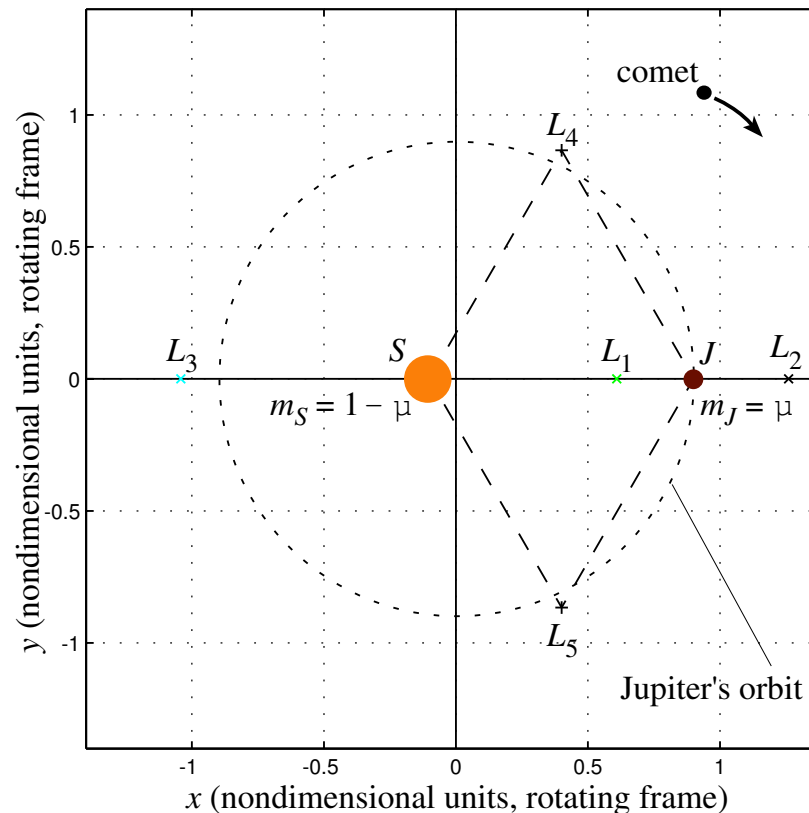 comet
1
L4
0.5
L3
S
L1
J
L2
0
mS = 1 − μ
mJ = μ
-0.5
-1
L5
Jupiter's orbit
-1
-0.5
0
0.5
1
x (nondimensional units, rotating frame)
y (nondimensional units, rotating frame)